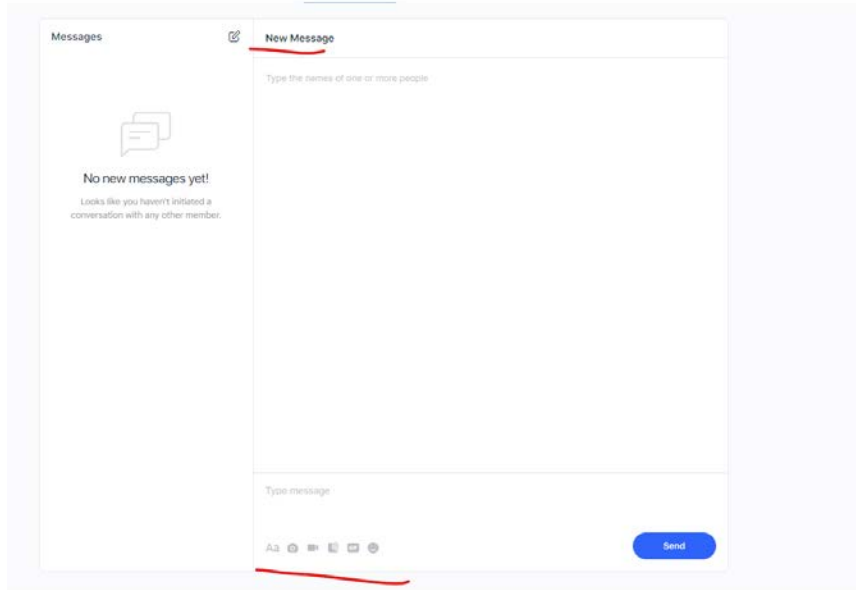 Messages
New Message
Type the names of one or more people
No new messages yet!
Looks like you haven't initiated a
conversation with any other member.
Type message
Aa
Send